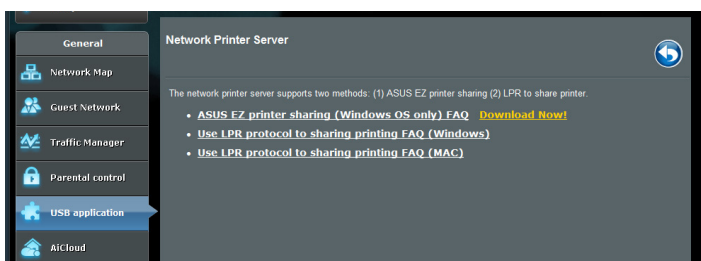 General
Network Map
Guest Network
Traffic Manager
Parental control
USB application
AiCloud
Network Printer Server
The network printer server supports two methods: (1) ASUS EZ printer sharing (2) LPR to share printer.
ASUS EZ printer sharing (Windows OS only) FAQ Download Now!
Use LPR protocol to sharing printing FAQ (Windows)
Use LPR protocol to sharing printing FAQ (MAC)